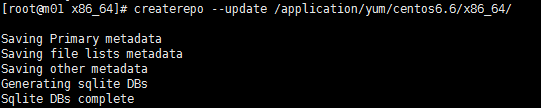 [root@m01 x86_64]# createrepo --update /application/yum/centos6.6/x86_64/
Saving Primary metadata
Saving file lists metadata
Saving other metadata
Generating sqlite DBs
Sqlite DBs complete